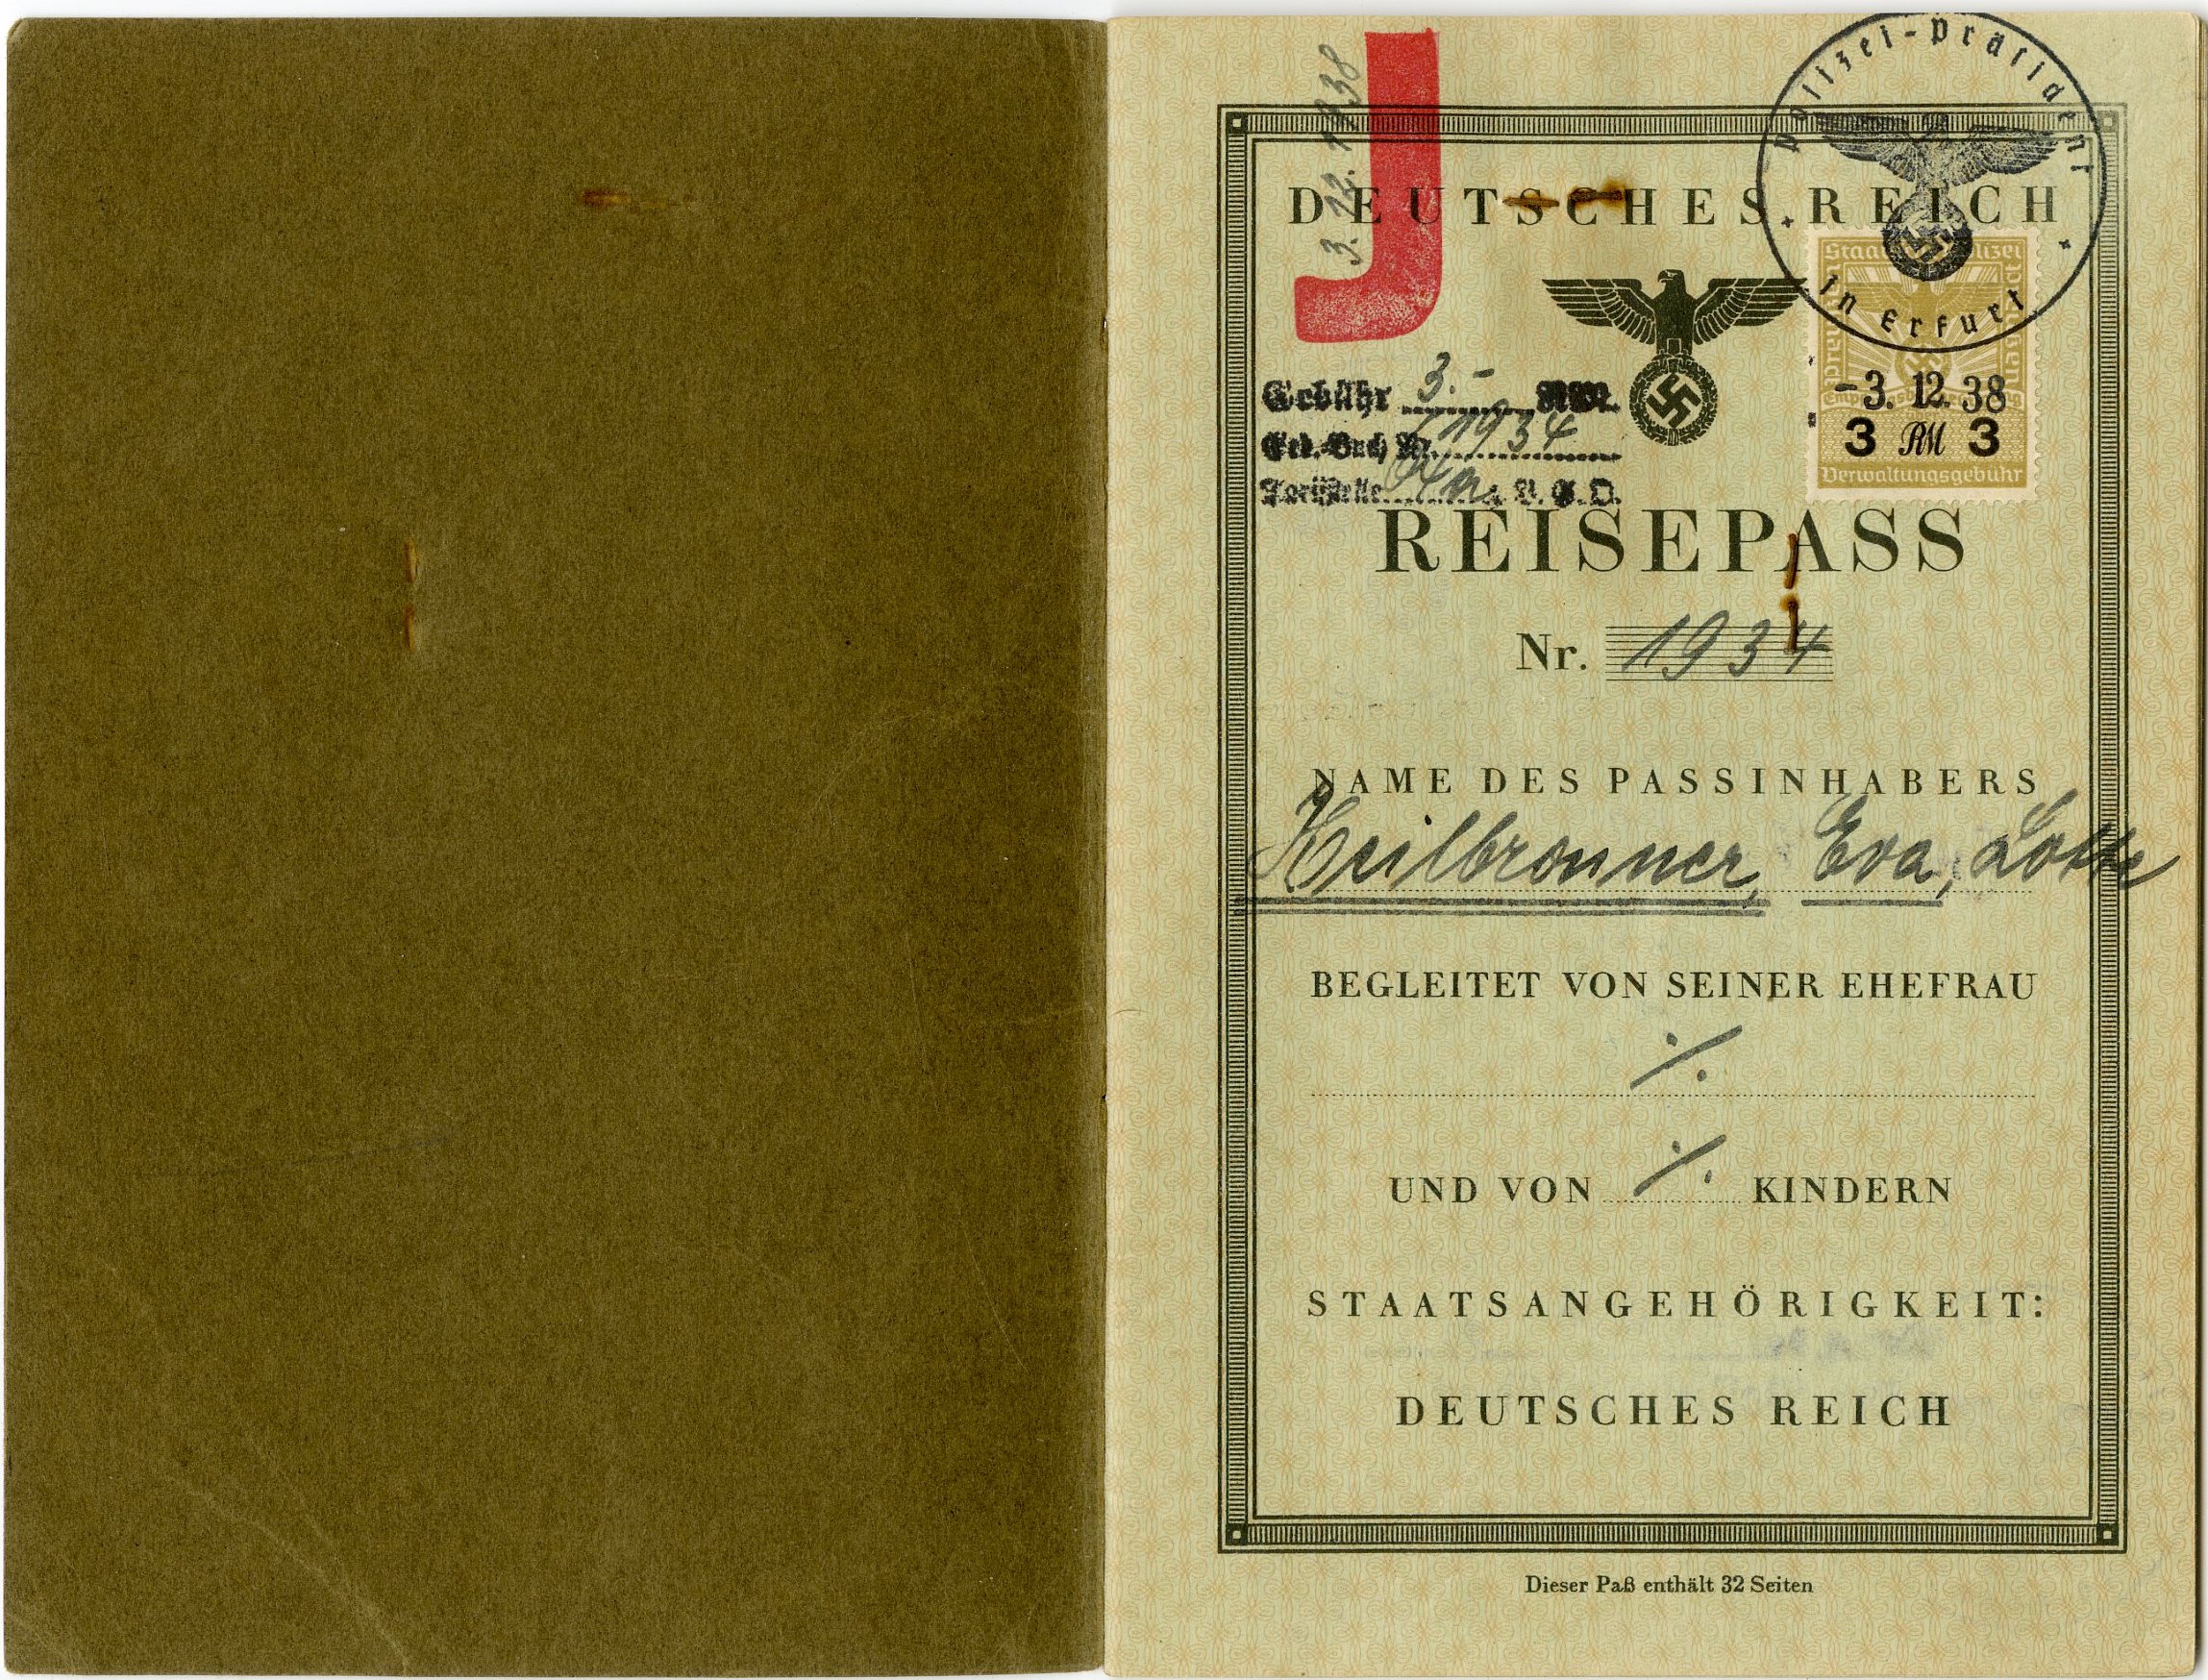 J
3. 12. 1938
Polizei-Präsident
in Erfurt
DEUTSCHES REICH
Gebühr 3.- RM.
Geb. Buch Nr. 1934
-3. 12. 38
3 RM 3
Verwaltungsgebühr
REISEPASS
Nr. 1934
NAME DES PASSINHABERS
Heilbronner, Eva, Lotte
BEGLEITET VON SEINER EHEFRAU
⁒
UND VON ⁒ KINDERN
STAATSANGEHÖRIGKEIT:
DEUTSCHES REICH
Dieser Paß enthält 32 Seiten